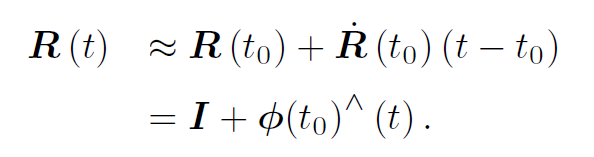 R(t) ≈ R(t₀) + Ṙ(t₀)(t − t₀)
= I + ϕ(t₀)^∧(t).